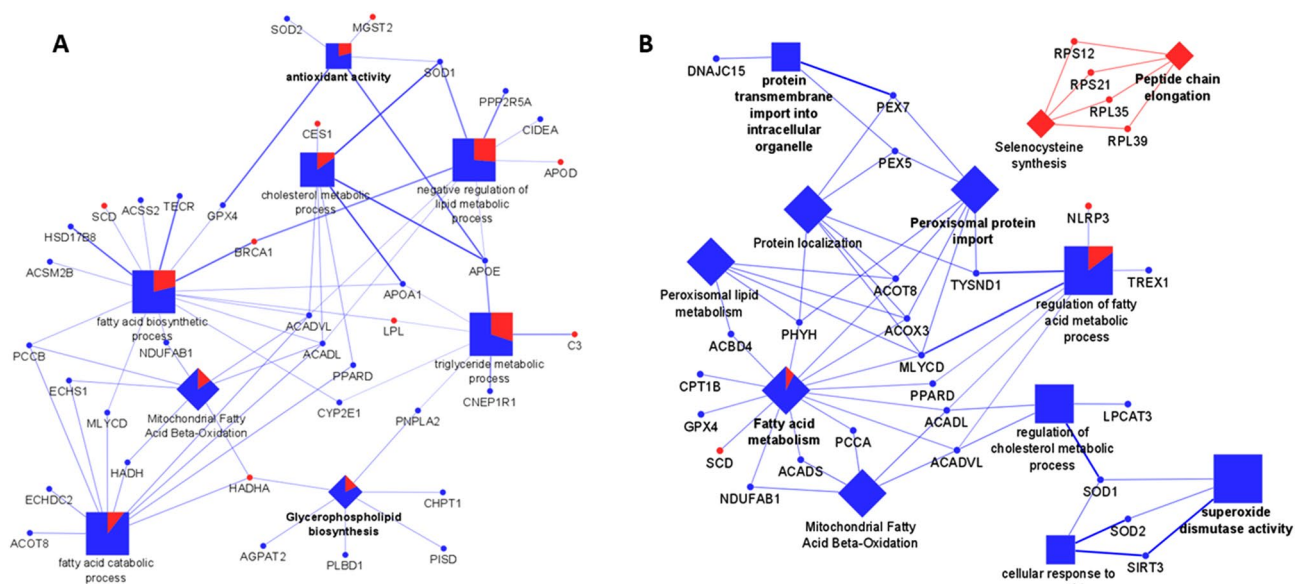 A
SOD2
MGST2
antioxidant activity
SOD1
PPP2R5A
CES1
CIDEA
APOD
cholesterol metabolic
process
negative regulation of
lipid metabolic
process
SCD
ACSS2
TECR
GPX4
HSD17B8
BRCA1
ACSM2B
APOE
APOA1
fatty acid biosynthetic
process
ACADVL
LPL
C3
PCCB
NDUFAB1
ACADL
triglyceride metabolic
process
ECHS1
PPARD
CNEP1R1
MLYCD
Mitochondrial Fatty
Acid Beta-Oxidation
CYP2E1
PNPLA2
HADH
HADHA
ECHDC2
CHPT1
Glycerophospholipid
biosynthesis
ACOT8
AGPAT2
PLBD1
PISD
fatty acid catabolic
process
B
DNAJC15
protein
transmembrane
import into
intracellular
organelle
RPS12
RPS21
Peptide chain
elongation
RPL35
RPL39
PEX7
Selenocysteine
synthesis
PEX5
NLRP3
Protein localization
Peroxisomal protein
import
TREX1
Peroxisomal lipid
metabolism
ACOT8
TYSND1
regulation of fatty
acid metabolic
process
ACBD4
PHYH
ACOX3
MLYCD
CPT1B
PPARD
GPX4
Fatty acid
metabolism
ACADL
LPCAT3
regulation of
cholesterol metabolic
process
SCD
PCCA
ACADS
ACADVL
NDUFAB1
SOD1
Mitochondrial Fatty
Acid Beta-Oxidation
superoxide
dismutase activity
SOD2
SIRT3
cellular response to